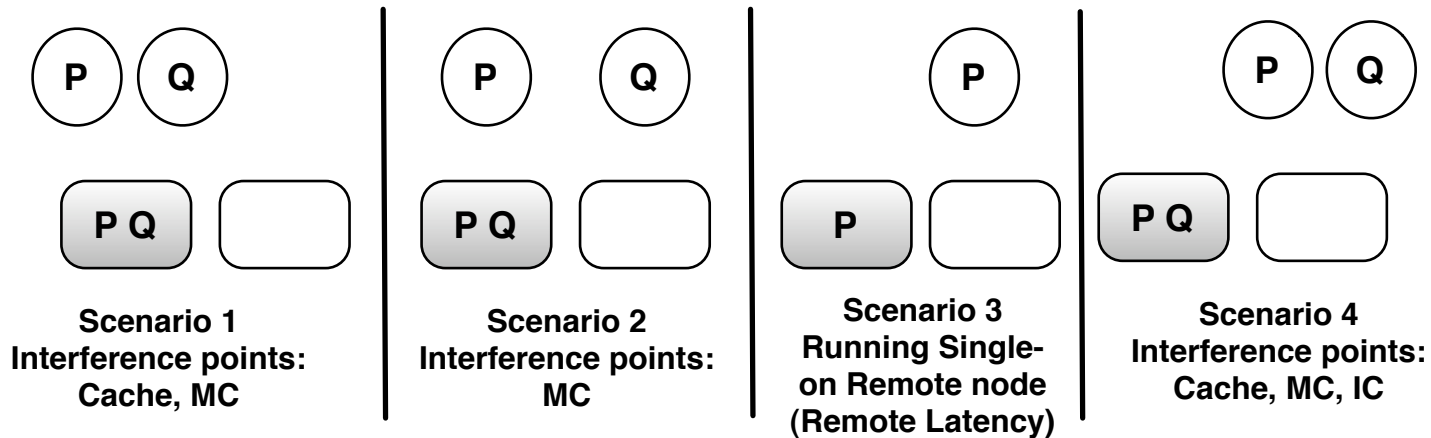 P Q
P Q
Scenario 1
Interference points:
Cache, MC
P Q
P Q
Scenario 2
Interference points:
MC
P
P
Scenario 3
Running Single-
on Remote node
(Remote Latency)
P Q
P Q
Scenario 4
Interference points:
Cache, MC, IC